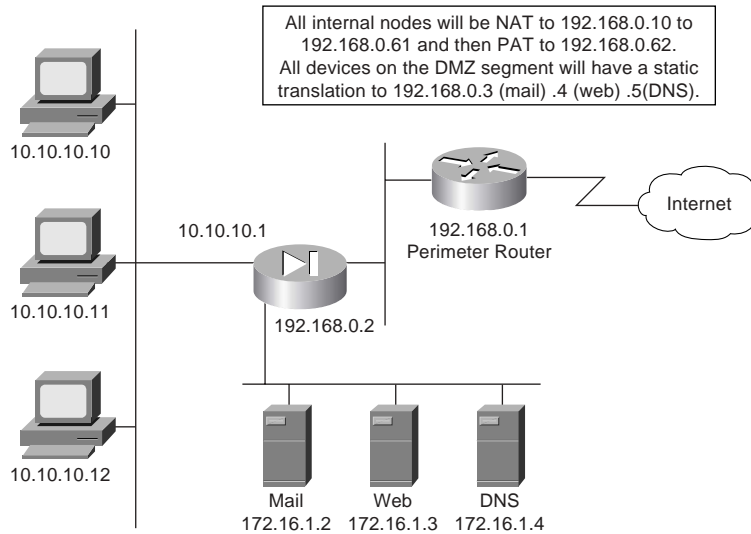 All internal nodes will be NAT to 192.168.0.10 to
192.168.0.61 and then PAT to 192.168.0.62.
All devices on the DMZ segment will have a static
translation to 192.168.0.3 (mail) .4 (web) .5(DNS).
10.10.10.10
10.10.10.1
192.168.0.1
Perimeter Router
Internet
10.10.10.11
192.168.0.2
10.10.10.12
Mail
172.16.1.2
Web
172.16.1.3
DNS
172.16.1.4